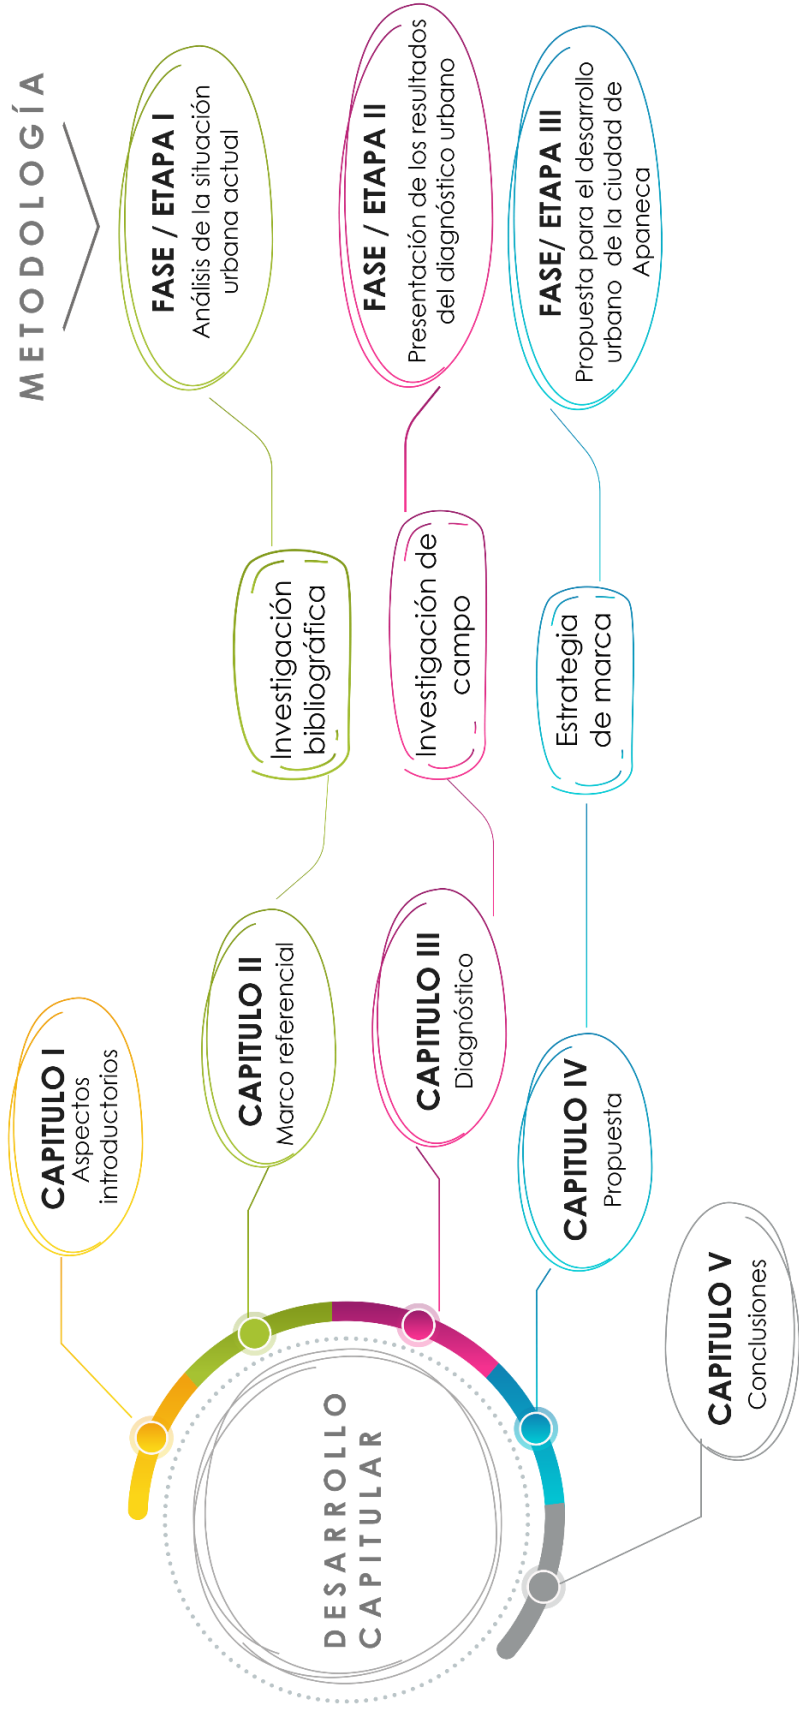 METODOLOGÍA
DESARROLLO
CAPITULAR
CAPITULO I
Aspectos
introductorios
CAPITULO II
Marco referencial
Investigación
bibliográfica
FASE / ETAPA I
Análisis de la situación
urbana actual
CAPITULO III
Diagnóstico
Investigación de
campo
FASE / ETAPA II
Presentación de los resultados
del diagnóstico urbano
CAPITULO IV
Propuesta
Estrategia
de marca
FASE/ ETAPA III
Propuesta para el desarrollo
urbano de la ciudad de
Apaneca
CAPITULO V
Conclusiones